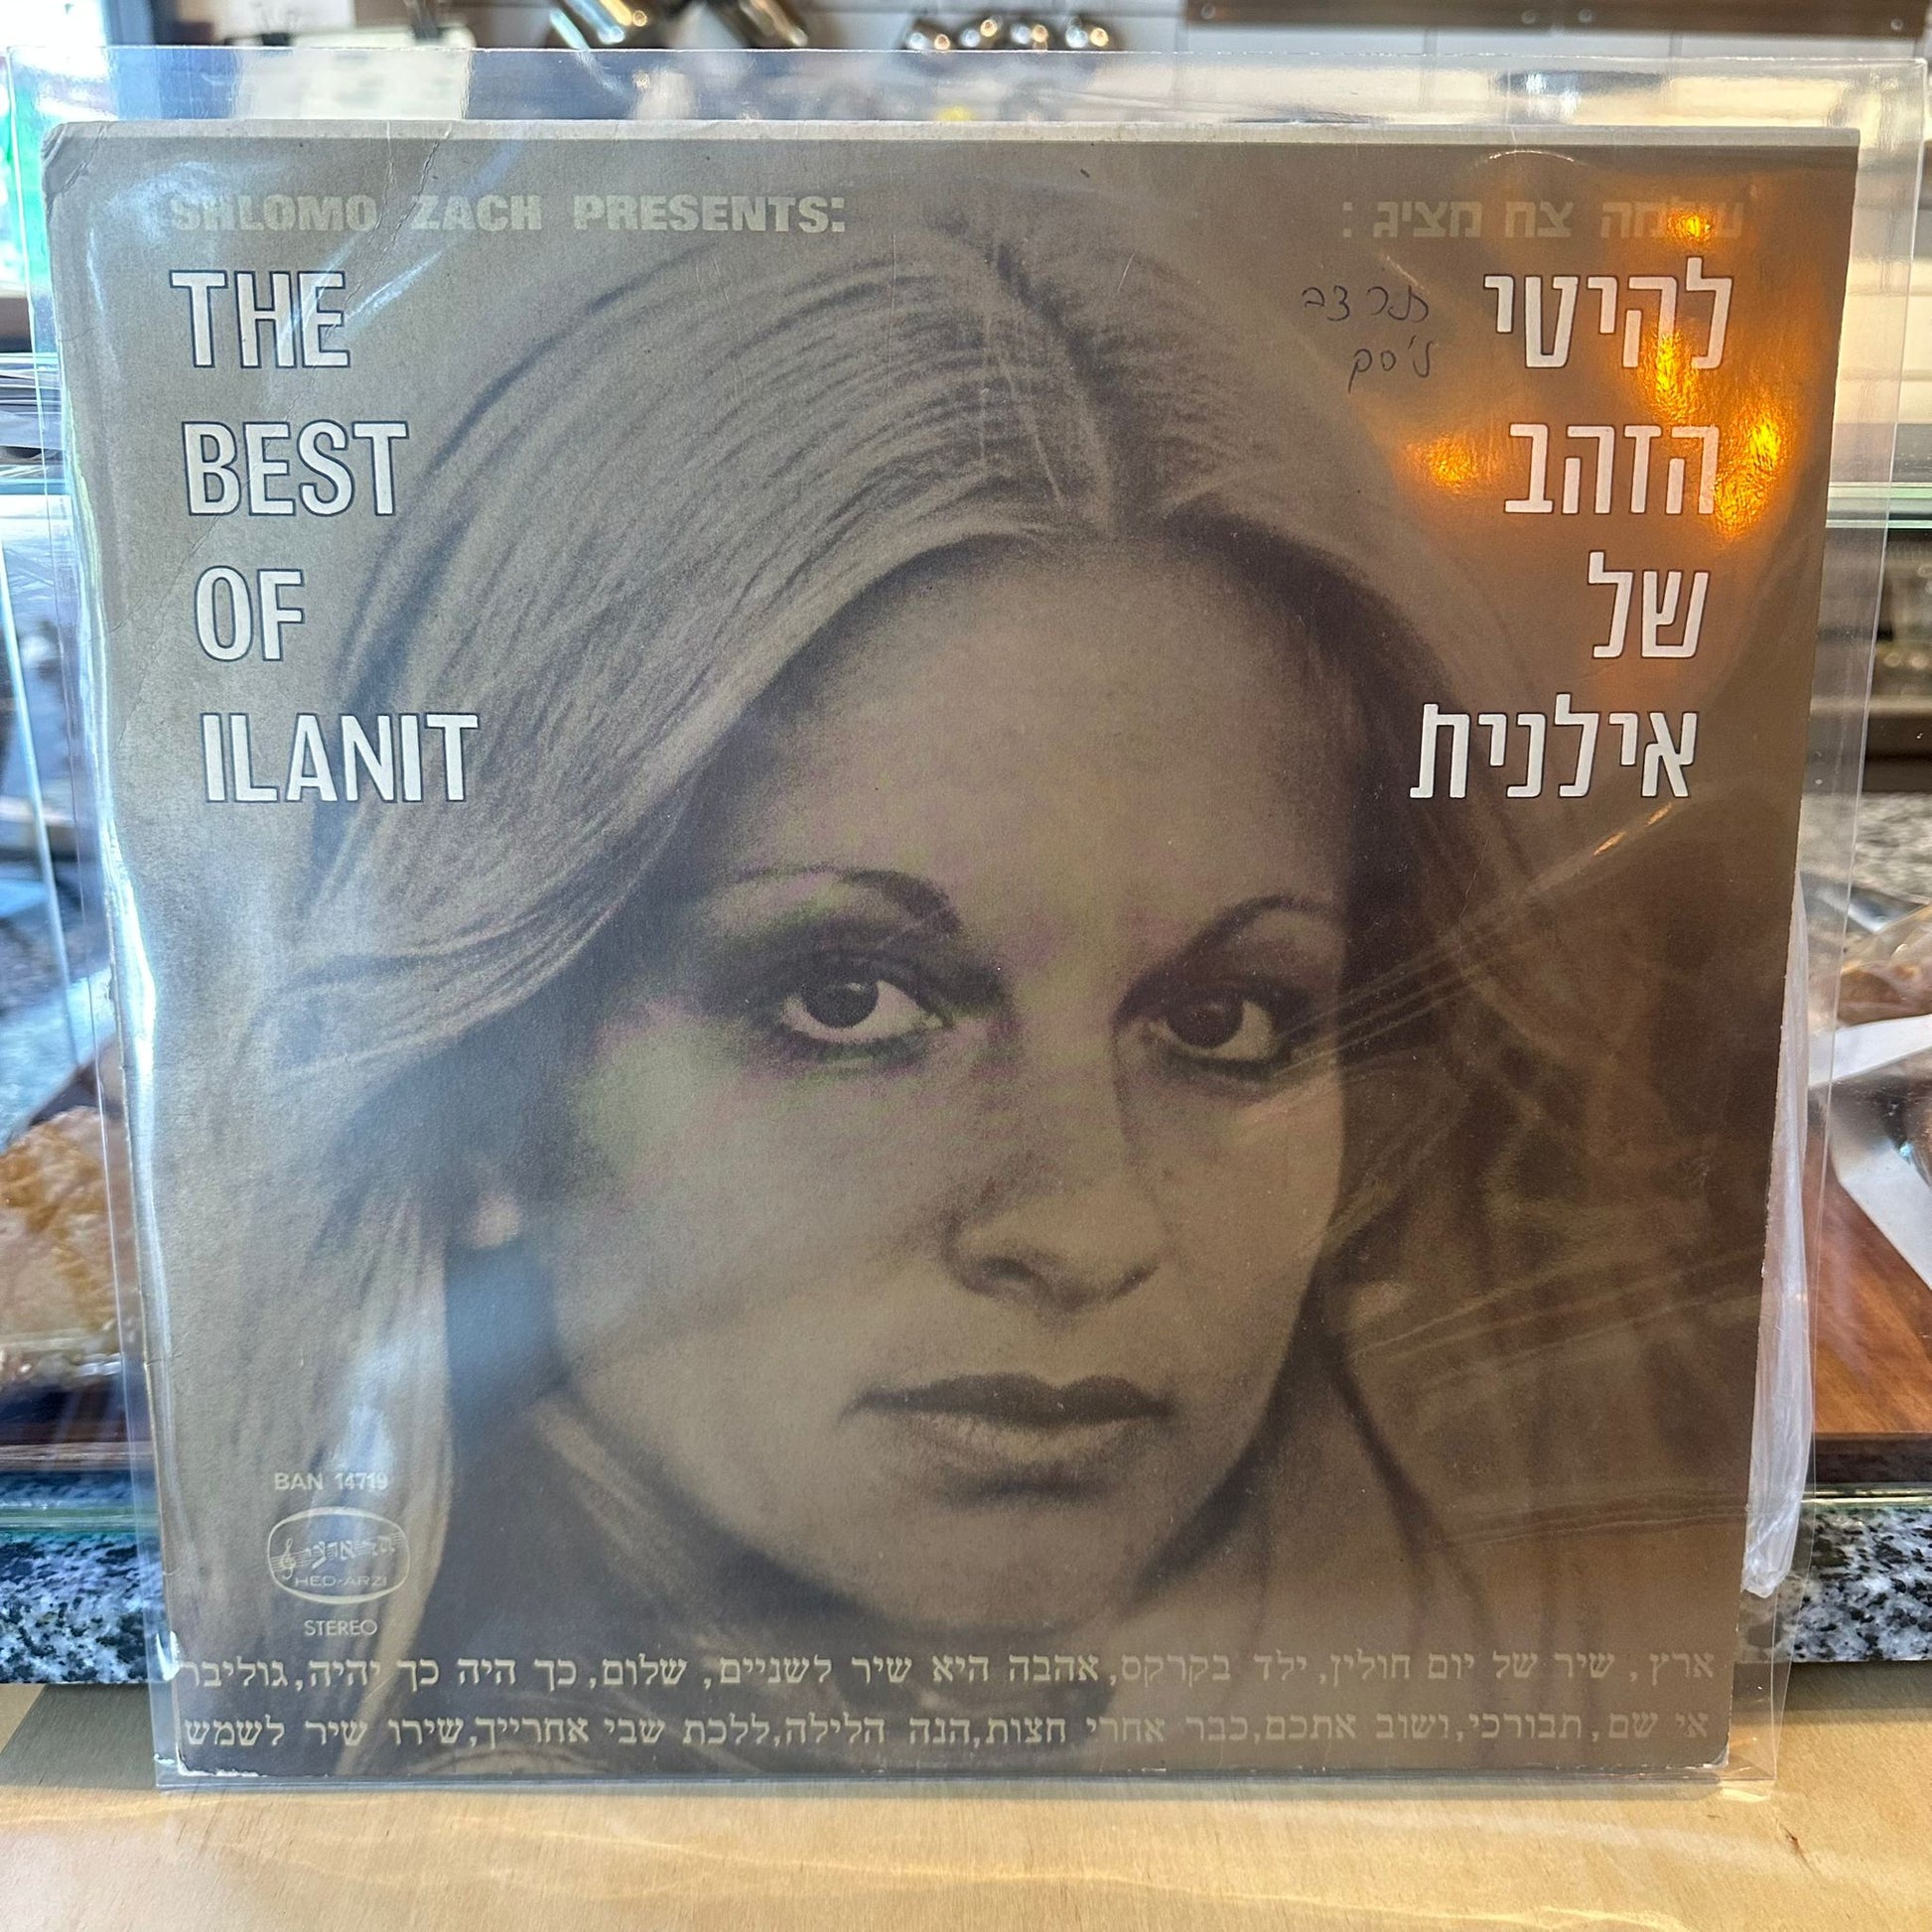 SHLOMO ZACH PRESENTS:
THE
BEST
OF
ILANIT
שלמה צח מציג:
להיטי
הזהב
של
אילנית
BAN 14719
הד-ארצי
HED-ARZI
STEREO
ארץ, שיר של יום חולין, ילד בקרקס, אהבה היא שיר לשניים, שלום, כך היה כך יהיה, גוליבר
אי שם, תבורכי, ושוב אתכם, כבר אחרי חצות, הנה הלילה, ללכת שבי אחרייך, שירו שיר לשמש